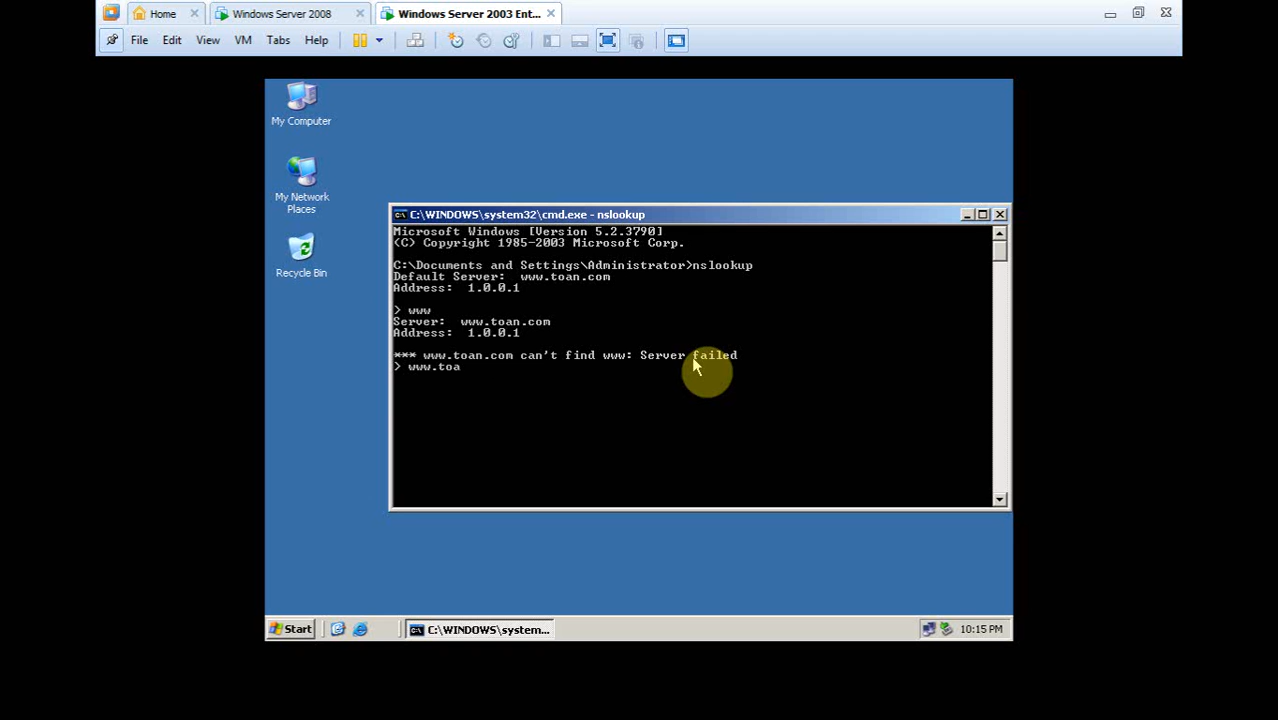 Home
Windows Server 2008
Windows Server 2003 Ent...
File Edit View VM Tabs Help
My Computer
My Network
Places
Recycle Bin
C:\WINDOWS\system32\cmd.exe - nslookup
Microsoft Windows [Version 5.2.3790]
(C) Copyright 1985-2003 Microsoft Corp.
C:\Documents and Settings\Administrator>nslookup
Default Server:  www.toan.com
Address:  1.0.0.1
> www
Server:  www.toan.com
Address:  1.0.0.1
*** www.toan.com can't find www: Server failed
> www.toa
Start
C:\WINDOWS\system...
10:15 PM